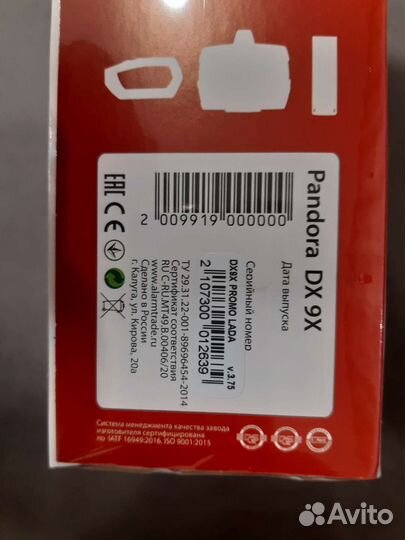 Pandora DX 9X
Дата выпуска
2 009919 000000
Серийный номер
DX9X PROMO LADA
v.3.75
2 107300 012639
ТУ 29.31.22-001-89696454-2014
Сертификат соответствия
RU C-RU.MT49.B.00406/20
www.alarmtrade.ru
Сделано в России
г. Калуга, ул. Кирова, 20а
EAC CE
Система менеджмента качества завода
изготовителя сертифицирована
по IATF 16949:2016, ISO 9001:2015
Avito